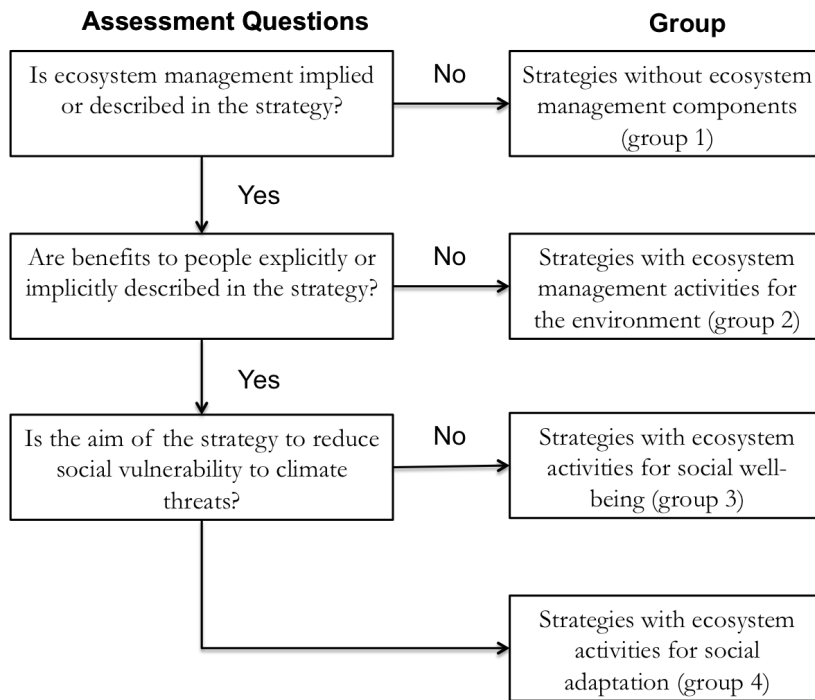 Assessment Questions
Group
Is ecosystem management implied
or described in the strategy?
No
Strategies without ecosystem
management components
(group 1)
Yes
Are benefits to people explicitly or
implicitly described in the strategy?
No
Strategies with ecosystem
management activities for
the environment (group 2)
Yes
Is the aim of the strategy to reduce
social vulnerability to climate
threats?
No
Strategies with ecosystem
activities for social well-
being (group 3)
Strategies with ecosystem
activities for social
adaptation (group 4)